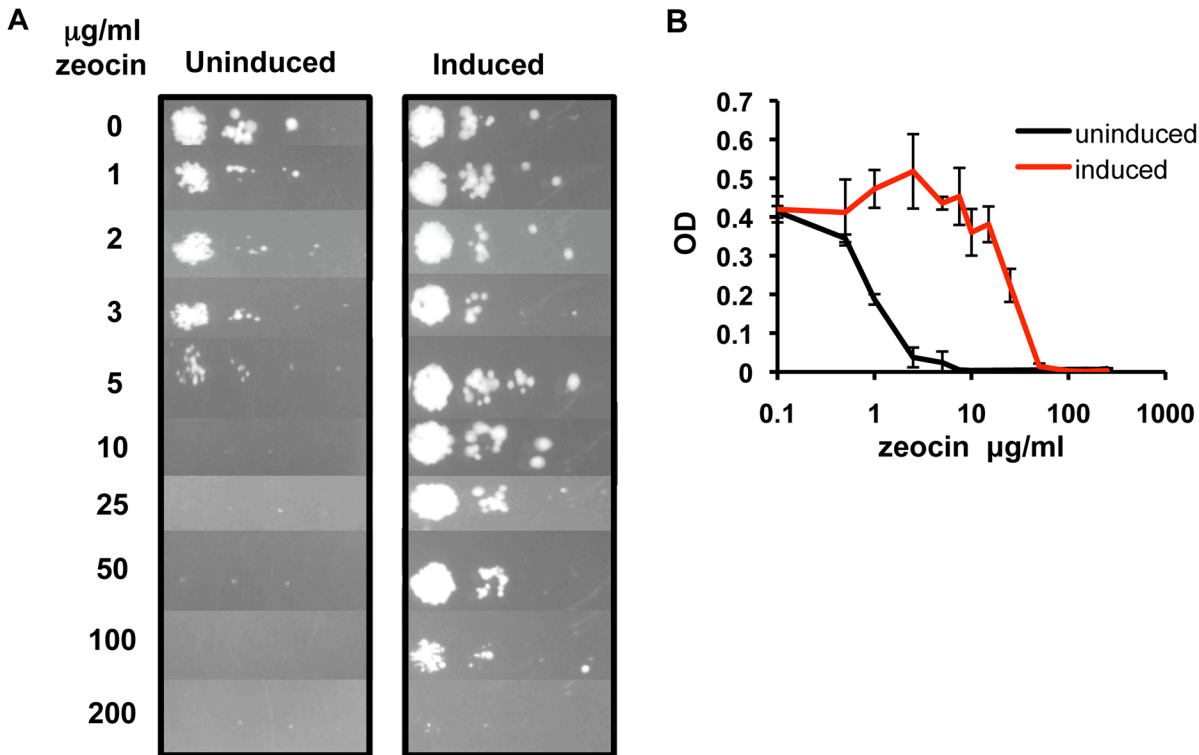 A
μg/ml
zeocin
Uninduced
Induced
0
1
2
3
5
10
25
50
100
200
B
0.7
0.6
0.5
0.4
0.3
0.2
0.1
0
OD
uninduced
induced
0.1 1 10 100 1000
zeocin μg/ml